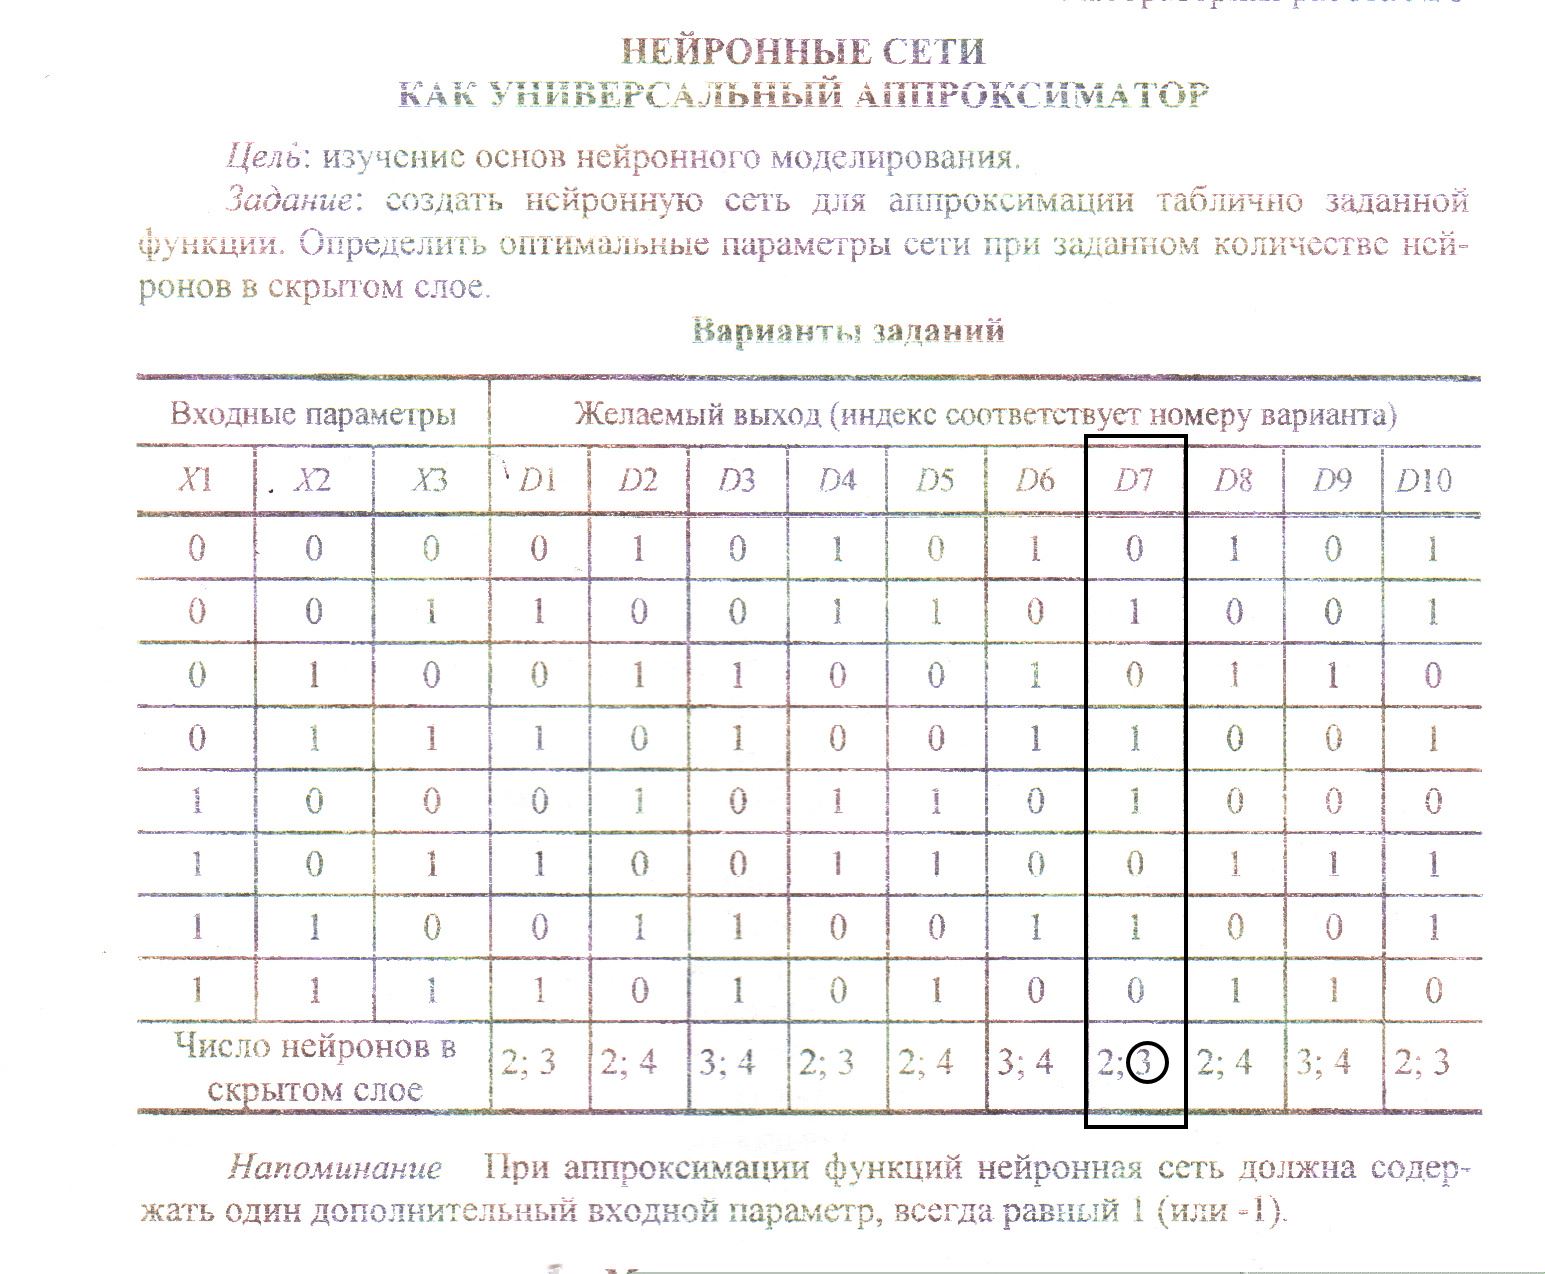 НЕЙРОННЫЕ СЕТИ
КАК УНИВЕРСАЛЬНЫЙ АППРОКСИМАТОР
Цель: изучение основ нейронного моделирования.
Задание: создать нейронную сеть для аппроксимации таблично заданной
функции. Определить оптимальные параметры сети при заданном количестве ней-
ронов в скрытом слое.
Варианты заданий
Входные параметры Желаемый выход (индекс соответствует номеру варианта)
X1 X2 X3 D1 D2 D3 D4 D5 D6 D7 D8 D9 D10
0 0 0 0 1 0 1 0 1 0 1 0 1
0 0 1 1 0 0 1 1 0 1 0 0 1
0 1 0 0 1 1 0 0 1 0 1 1 0
0 1 1 1 0 1 0 0 1 1 0 0 1
1 0 0 0 1 0 1 1 0 1 0 0 0
1 0 1 1 0 0 1 1 0 0 1 1 1
1 1 0 0 1 1 0 0 1 1 0 0 1
1 1 1 1 0 1 0 1 0 0 1 1 0
Число нейронов в
скрытом слое 2; 3 2; 4 3; 4 2; 3 2; 4 3; 4 2; 3 2; 4 3; 4 2; 3
Напоминание При аппроксимации функций нейронная сеть должна содер-
жать один дополнительный входной параметр, всегда равный 1 (или -1).